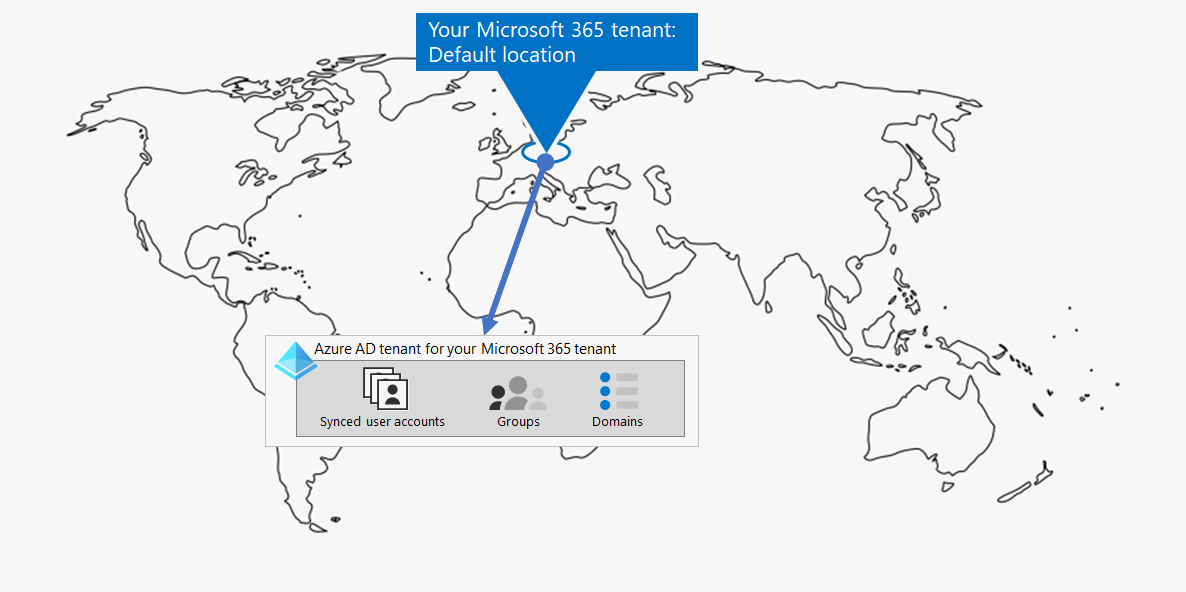 Your Microsoft 365 tenant:
Default location
Azure AD tenant for your Microsoft 365 tenant
Synced user accounts
Groups
Domains